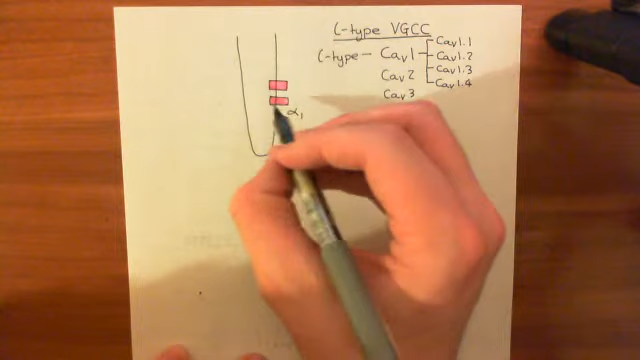 L-type VGCC
L-type – Cav1
Cav1.1
Cav1.2
Cav1.3
Cav1.4
Cav2
Cav3
α1